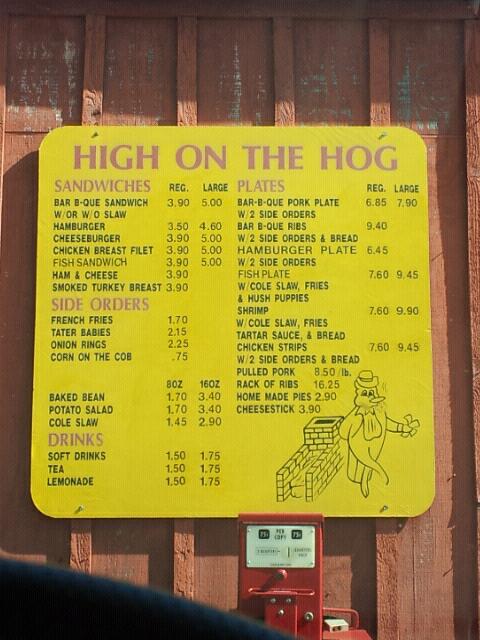 HIGH ON THE HOG
SANDWICHES REG. LARGE
BAR B-QUE SANDWICH 3.90 5.00
W/OR W/O SLAW
HAMBURGER 3.50 4.60
CHEESEBURGER 3.90 5.00
CHICKEN BREAST FILET 3.90 5.00
FISH SANDWICH 3.90 5.00
HAM & CHEESE 3.90
SMOKED TURKEY BREAST 3.90
SIDE ORDERS
FRENCH FRIES 1.70
TATER BABIES 2.15
ONION RINGS 2.25
CORN ON THE COB .75
8OZ 16OZ
BAKED BEAN 1.70 3.40
POTATO SALAD 1.70 3.40
COLE SLAW 1.45 2.90
DRINKS
SOFT DRINKS 1.50 1.75
TEA 1.50 1.75
LEMONADE 1.50 1.75
PLATES REG. LARGE
BAR-B-QUE PORK PLATE 6.85 7.90
W/2 SIDE ORDERS
BAR B-QUE RIBS 9.40
W/2 SIDE ORDERS & BREAD
HAMBURGER PLATE 6.45
W/2 SIDE ORDERS
FISH PLATE 7.60 9.45
W/COLE SLAW, FRIES
& HUSH PUPPIES
SHRIMP 7.60 9.90
W/COLE SLAW, FRIES
TARTAR SAUCE, & BREAD
CHICKEN STRIPS 7.60 9.45
W/2 SIDE ORDERS & BREAD
PULLED PORK 8.50 /lb.
RACK OF RIBS 16.25
HOME MADE PIES 2.90
CHEESESTICK 3.90
75¢ PER COPY 75¢